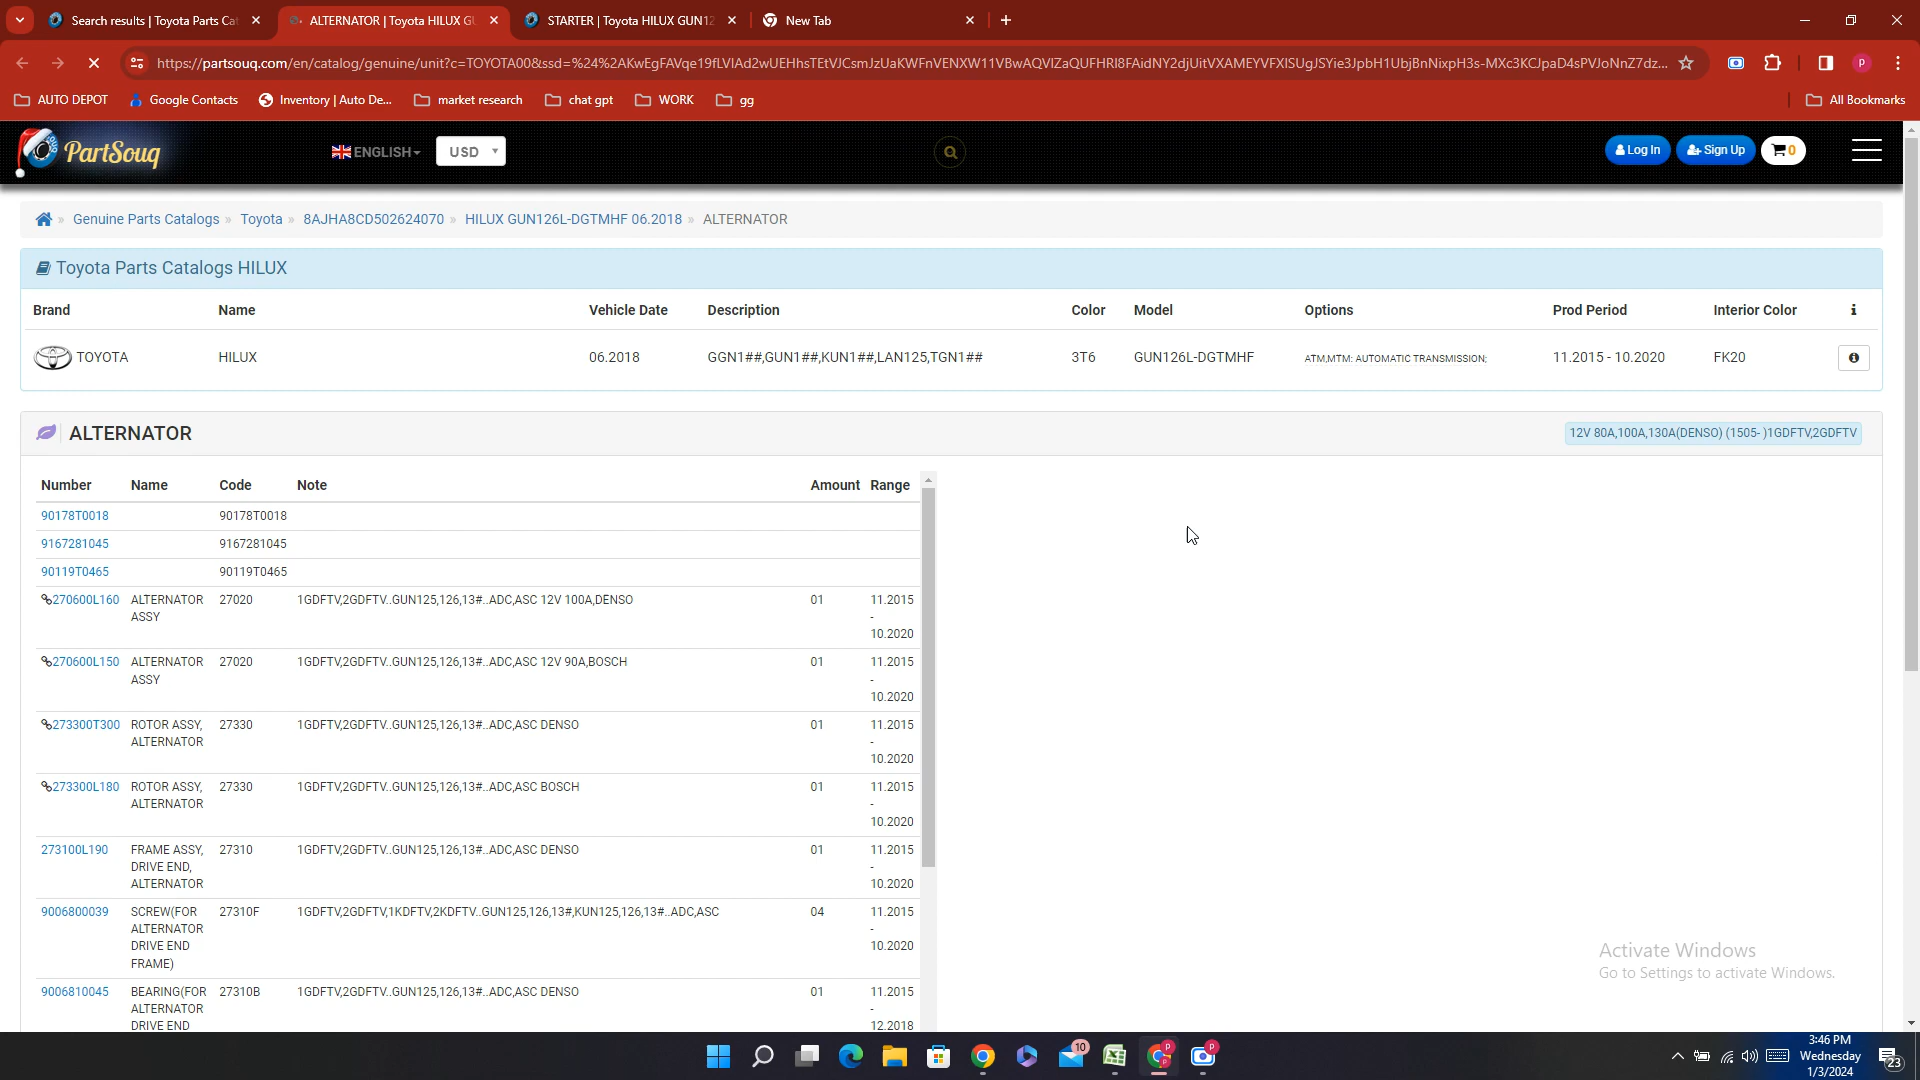 Search results | Toyota Parts Cat
ALTERNATOR | Toyota HILUX GU
STARTER | Toyota HILUX GUN12
New Tab
https://partsouq.com/en/catalog/genuine/unit?c=TOYOTA00&ssd=%24%2AKwEgFAVqe19fLVIAd2wUEHhsTEtVJCsmJzUaKWFnVENXW11VBwAQVIZaQUFHRI8FAidNY2djUitVXAMEYVFXISUgJSYie3JpbH1UbjBnNixpH3s-MXc3KCJpaD4sPVJoNnZ7dz...
AUTO DEPOT
Google Contacts
Inventory | Auto De...
market research
chat gpt
WORK
gg
All Bookmarks
PartSouq
ENGLISH
USD
Log In
Sign Up
0
» Genuine Parts Catalogs » Toyota » 8AJHA8CD502624070 » HILUX GUN126L-DGTMHF 06.2018 » ALTERNATOR
Toyota Parts Catalogs HILUX
Brand Name Vehicle Date Description Color Model Options Prod Period Interior Color
TOYOTA HILUX 06.2018 GGN1##,GUN1##,KUN1##,LAN125,TGN1## 3T6 GUN126L-DGTMHF ATM,MTM: AUTOMATIC TRANSMISSION; 11.2015 - 10.2020 FK20
ALTERNATOR
12V 80A,100A,130A(DENSO) (1505- )1GDFTV,2GDFTV
Number Name Code Note Amount Range
90178T0018 90178T0018
9167281045 9167281045
90119T0465 90119T0465
270600L160 ALTERNATOR 27020 1GDFTV,2GDFTV..GUN125,126,13#..ADC,ASC 12V 100A,DENSO 01 11.2015
ASSY -
10.2020
270600L150 ALTERNATOR 27020 1GDFTV,2GDFTV..GUN125,126,13#..ADC,ASC 12V 90A,BOSCH 01 11.2015
ASSY -
10.2020
273300T300 ROTOR ASSY, 27330 1GDFTV,2GDFTV..GUN125,126,13#..ADC,ASC DENSO 01 11.2015
ALTERNATOR -
10.2020
273300L180 ROTOR ASSY, 27330 1GDFTV,2GDFTV..GUN125,126,13#..ADC,ASC BOSCH 01 11.2015
ALTERNATOR -
10.2020
273100L190 FRAME ASSY, 27310 1GDFTV,2GDFTV..GUN125,126,13#..ADC,ASC DENSO 01 11.2015
DRIVE END, -
ALTERNATOR 10.2020
9006800039 SCREW(FOR 27310F 1GDFTV,2GDFTV,1KDFTV,2KDFTV..GUN125,126,13#,KUN125,126,13#..ADC,ASC 04 11.2015
ALTERNATOR -
DRIVE END 10.2020
FRAME)
9006810045 BEARING(FOR 27310B 1GDFTV,2GDFTV..GUN125,126,13#..ADC,ASC DENSO 01 11.2015
ALTERNATOR -
DRIVE END 12.2018
Activate Windows
Go to Settings to activate Windows.
10
3:46 PM
Wednesday
1/3/2024
23